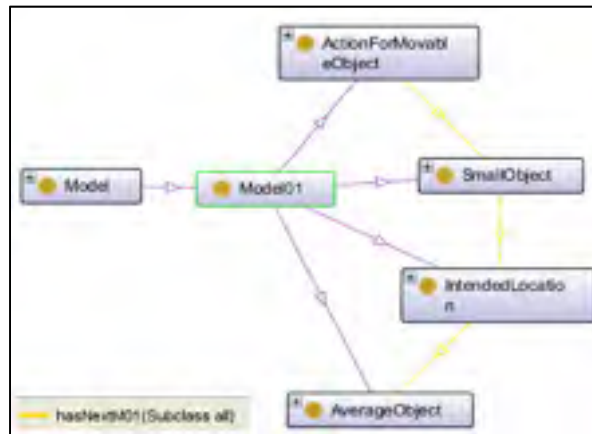 ActionForMovabl
eObject
Model
Model01
SmallObject
IntendedLocatio
n
AverageObject
hasNextM01(Subclass all)